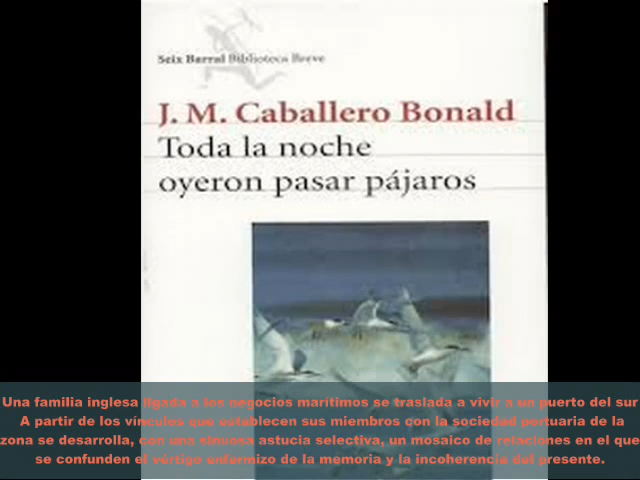 Seix Barral Biblioteca Breve
J. M. Caballero Bonald
Toda la noche
oyeron pasar pájaros
Una familia inglesa ligada a los negocios marítimos se traslada a vivir a un puerto del sur
A partir de los vínculos que establecen sus miembros con la sociedad portuaria de la
zona se desarrolla, con una sinuosa astucia selectiva, un mosaico de relaciones en el que
se confunden el vértigo enfermizo de la memoria y la incoherencia del presente.